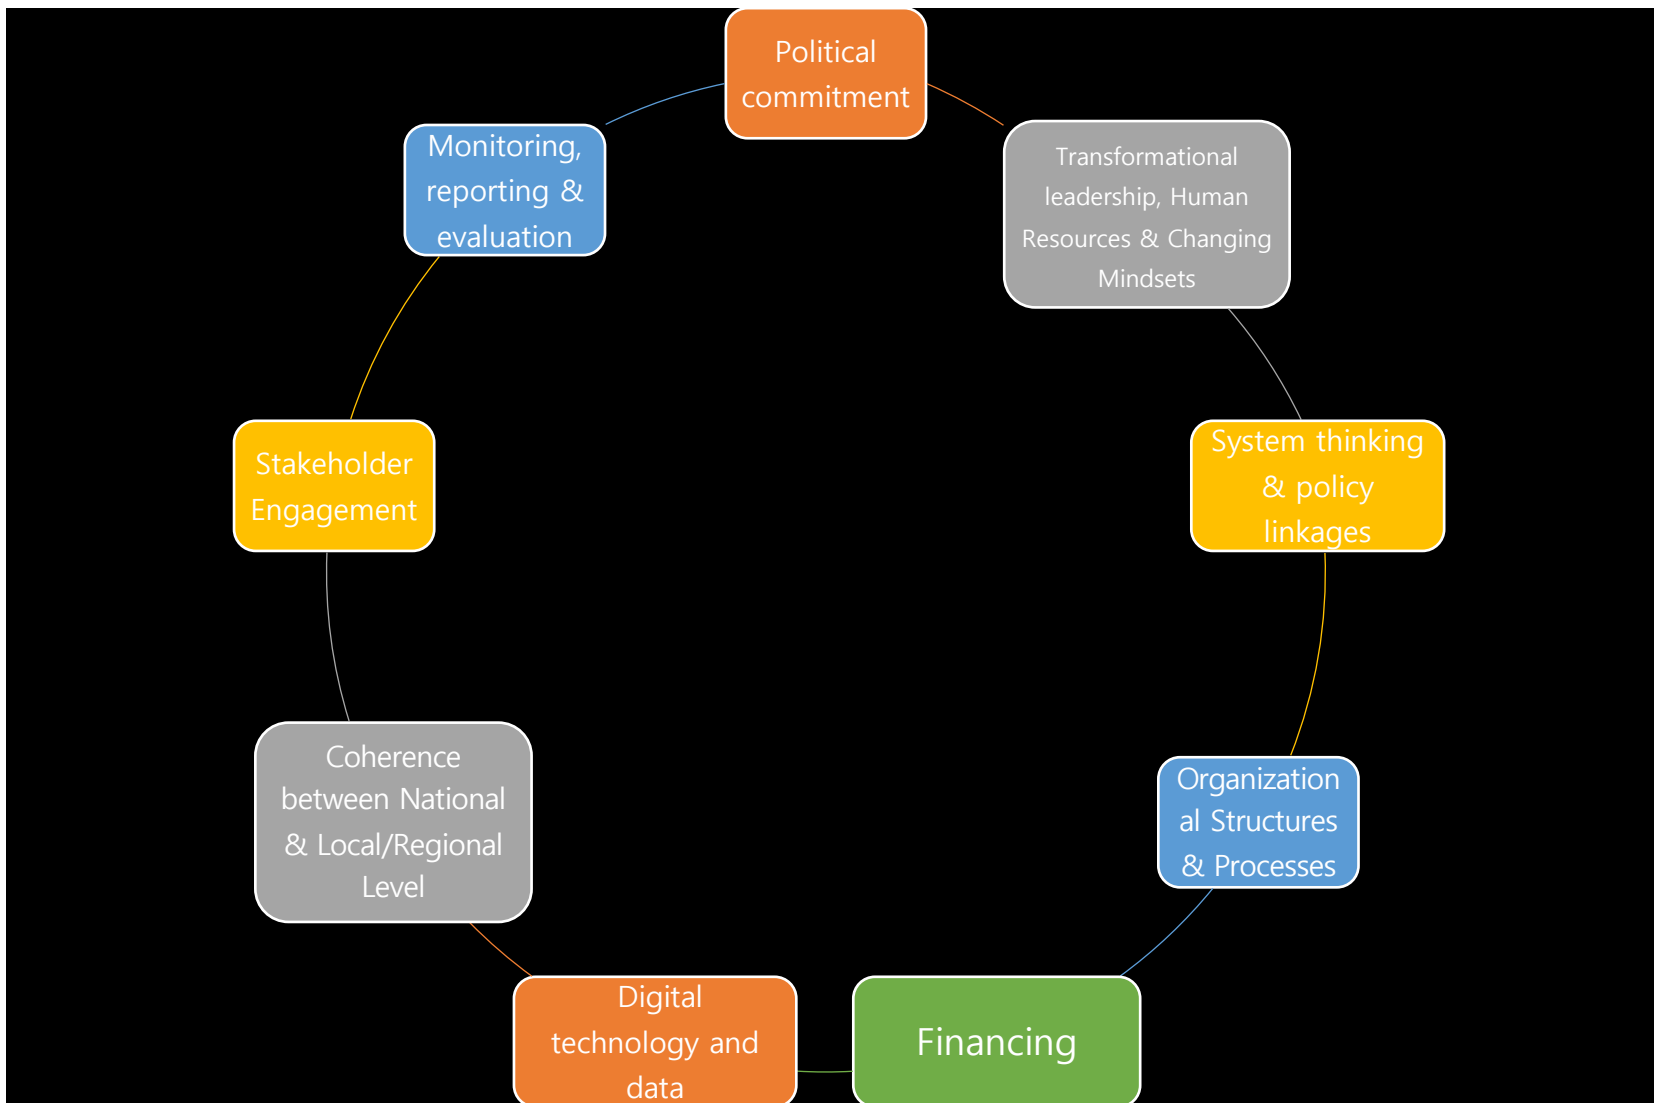 Political
commitment
Transformational
leadership, Human
Resources & Changing
Mindsets
System thinking
& policy
linkages
Organization
al Structures
& Processes
Financing
Digital
technology and
data
Coherence
between National
& Local/Regional
Level
Stakeholder
Engagement
Monitoring,
reporting &
evaluation